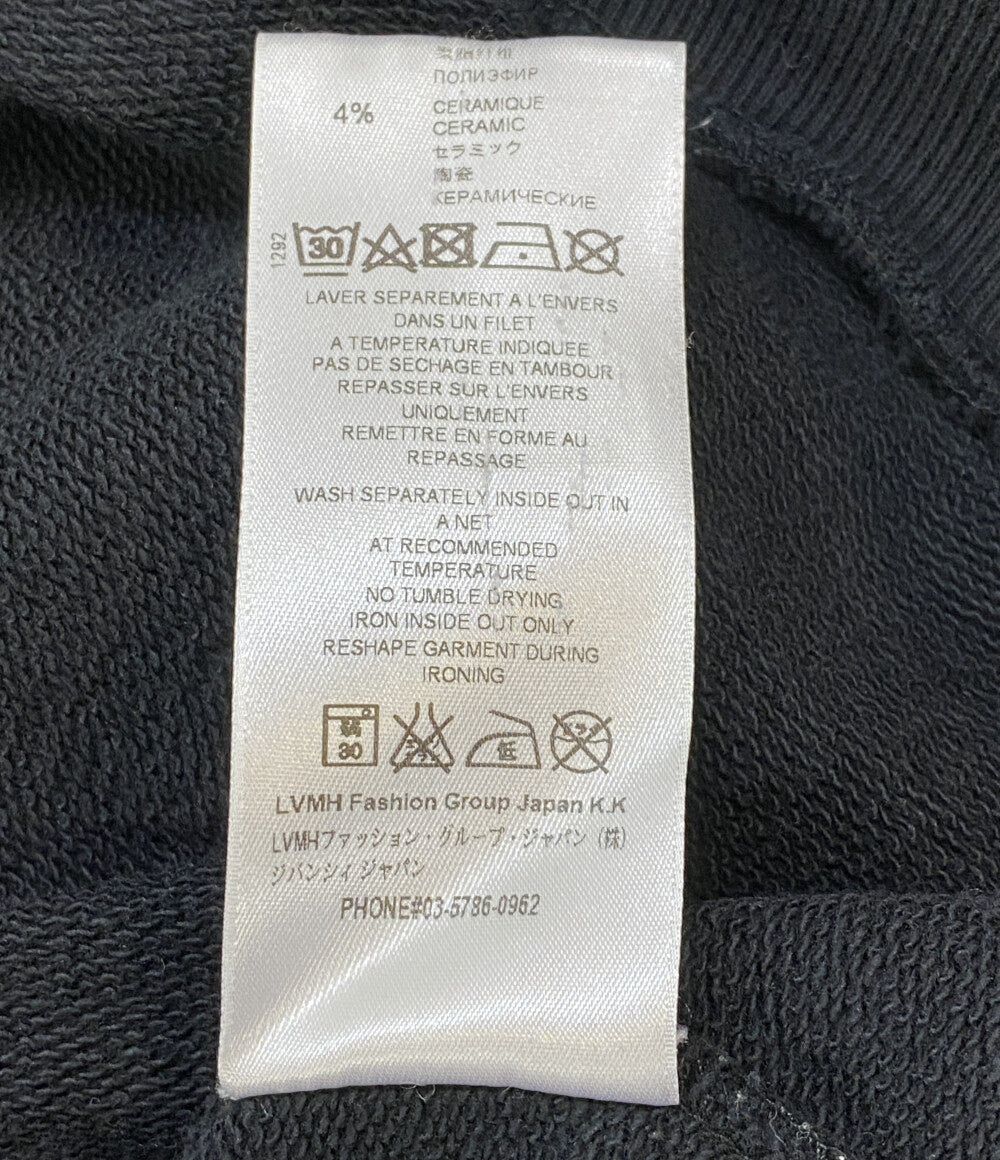 ПОЛИЭФИР
4% CERAMIQUE
CERAMIC
セラミック
陶瓷
КЕРАМИЧЕСКИЕ
1292
30
LAVER SEPAREMENT A L'ENVERS
DANS UN FILET
A TEMPERATURE INDIQUEE
PAS DE SECHAGE EN TAMBOUR
REPASSER SUR L'ENVERS
UNIQUEMENT
REMETTRE EN FORME AU
REPASSAGE
WASH SEPARATELY INSIDE OUT IN
A NET
AT RECOMMENDED
TEMPERATURE
NO TUMBLE DRYING
IRON INSIDE OUT ONLY
RESHAPE GARMENT DURING
IRONING
30 低
LVMH Fashion Group Japan K.K
LVMHファッション・グループ・ジャパン (株)
ジバンシィ ジャパン
PHONE#03-5786-0962